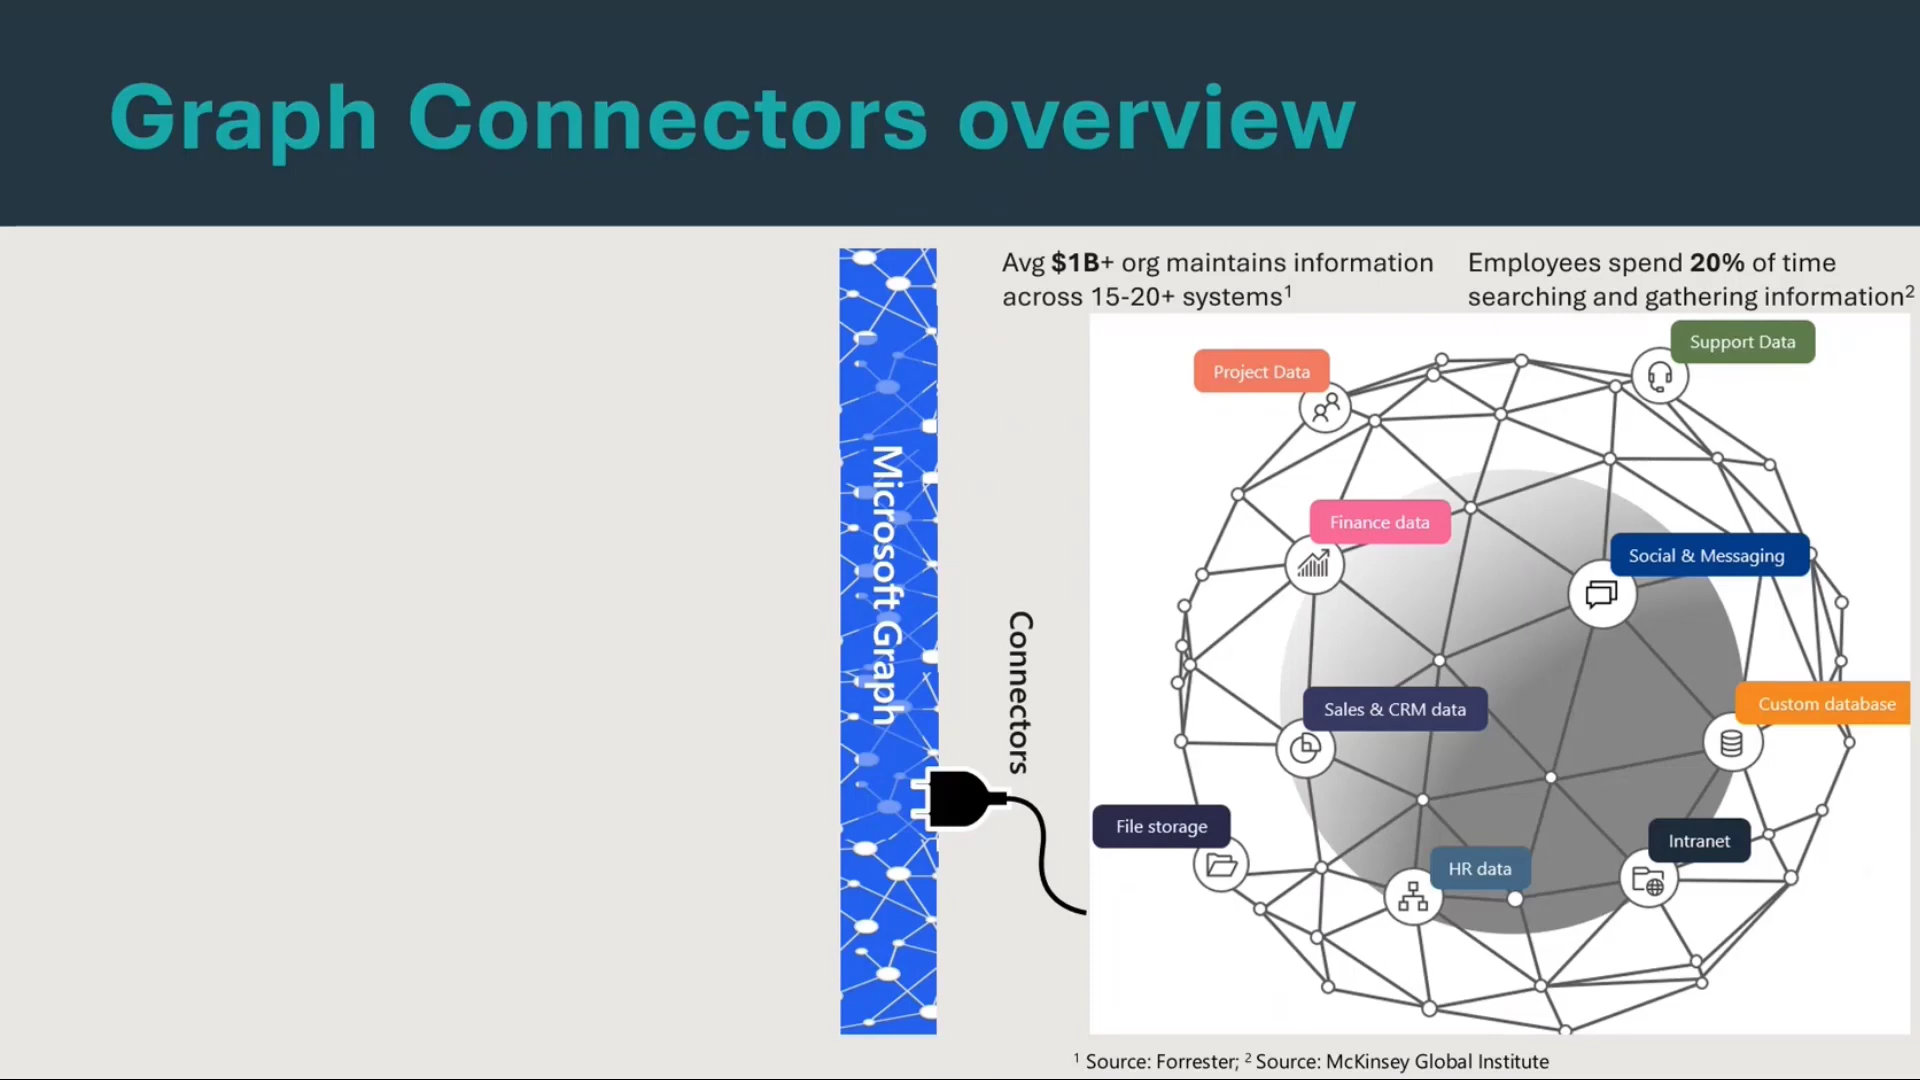 Graph Connectors overview
Avg $1B+ org maintains information
across 15-20+ systems¹
Employees spend 20% of time
searching and gathering information²
Microsoft Graph
Connectors
Support Data
Project Data
Finance data
Social & Messaging
Sales & CRM data
Custom database
File storage
Intranet
HR data
¹ Source: Forrester; ² Source: McKinsey Global Institute